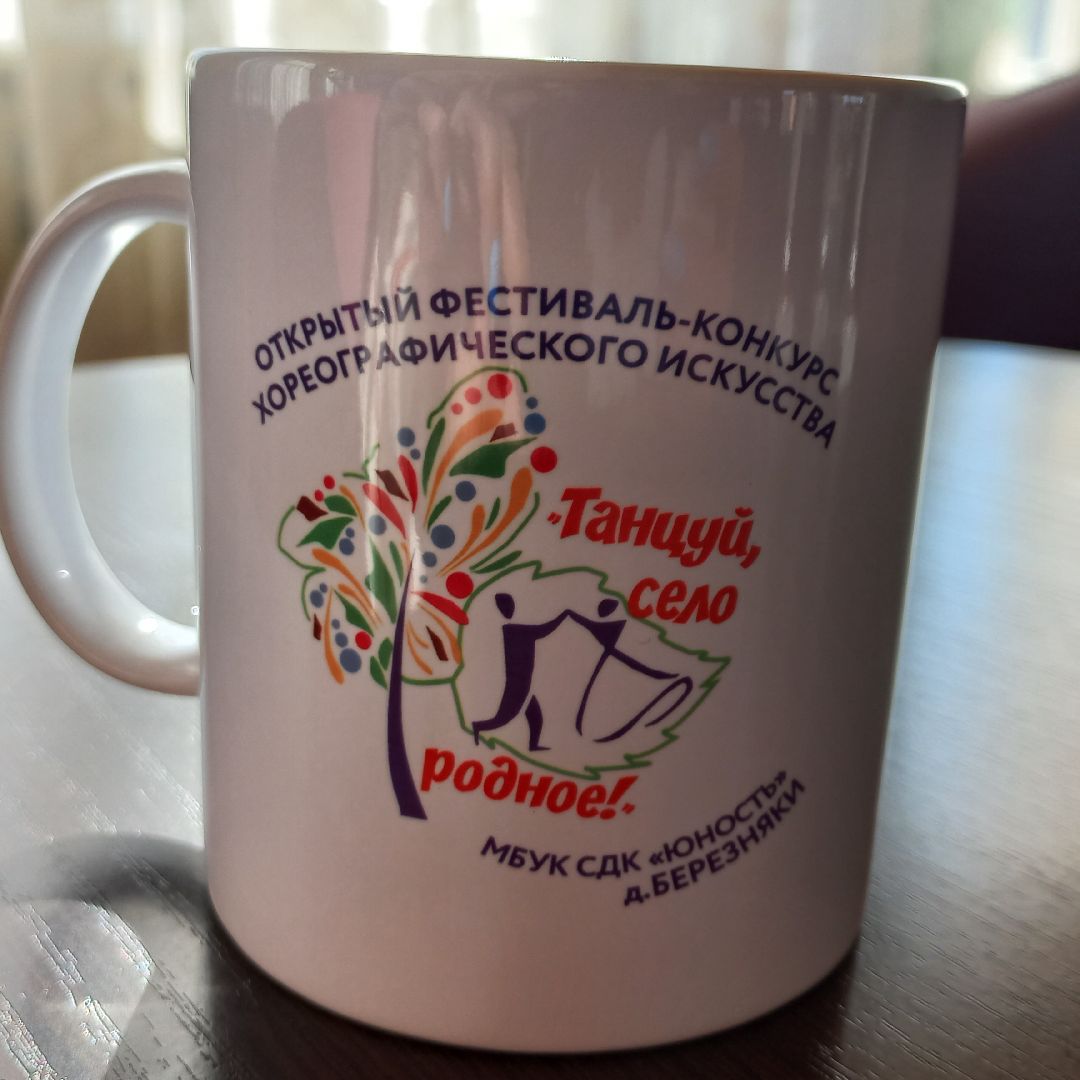 ОТКРЫТЫЙ ФЕСТИВАЛЬ-КОНКУРС
ХОРЕОГРАФИЧЕСКОГО ИСКУССТВА
„Танцуй,
село
родное!„
МБУК СДК «ЮНОСТЬ»
д.БЕРЕЗНЯКИ